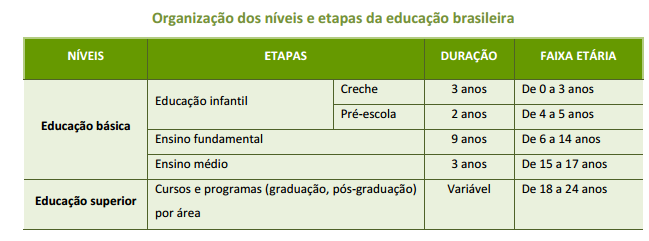 Organização dos níveis e etapas da educação brasileira
NÍVEIS ETAPAS DURAÇÃO FAIXA ETÁRIA
Educação básica
Educação infantil
Creche 3 anos De 0 a 3 anos
Pré-escola 2 anos De 4 a 5 anos
Ensino fundamental 9 anos De 6 a 14 anos
Ensino médio 3 anos De 15 a 17 anos
Educação superior
Cursos e programas (graduação, pós-graduação)
por área
Variável De 18 a 24 anos